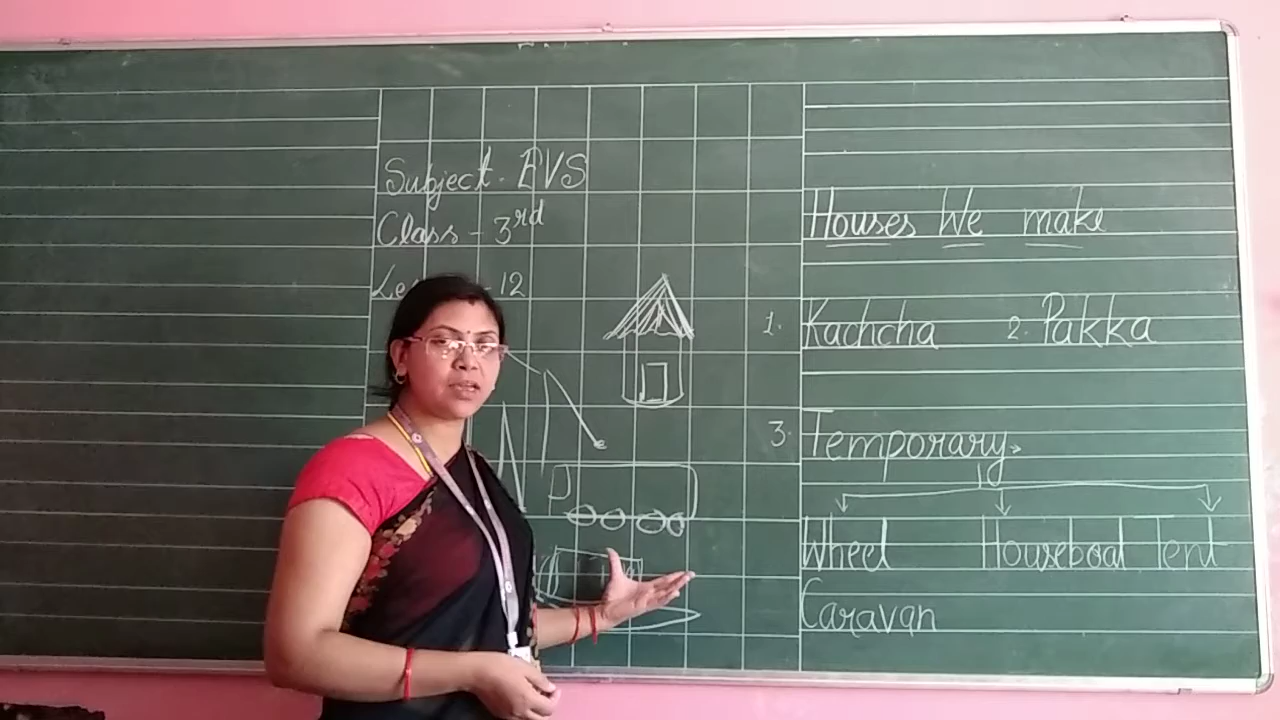 Subject. EVS
Class - 3rd
- 12
Houses We make
1. Kachcha 2. Pakka
3. Temporary
Wheel Houseboat Tent
Caravan